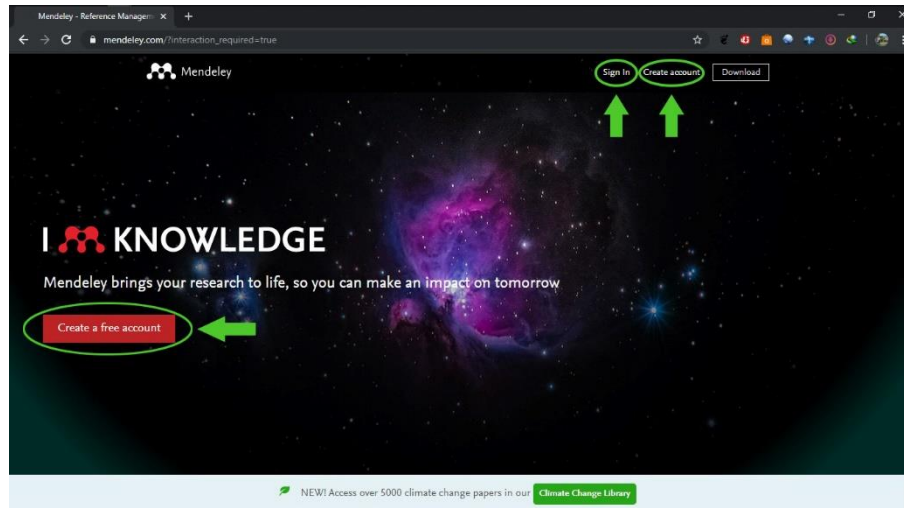 Mendeley - Reference Managem
mendeley.com/?interaction_required=true
Mendeley
Sign In
Create account
Download
I KNOWLEDGE
Mendeley brings your research to life, so you can make an impact on tomorrow
Create a free account
NEW! Access over 5000 climate change papers in our Climate Change Library